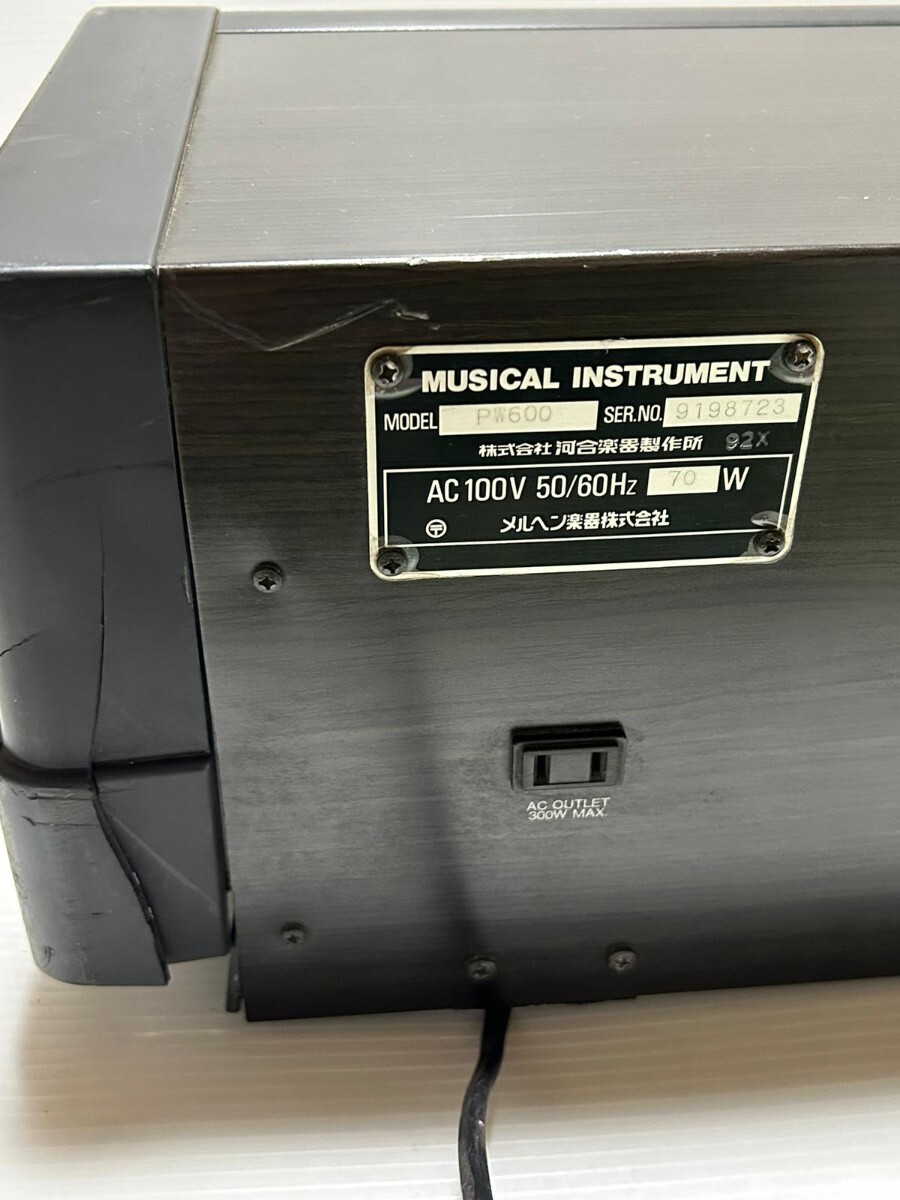 MUSICAL INSTRUMENT
MODEL PW600 SER.NO. 9198723
株式会社 河合楽器製作所 92X
AC 100V 50/60Hz 70 W
〒 メルヘン楽器株式会社
AC OUTLET
300W MAX.